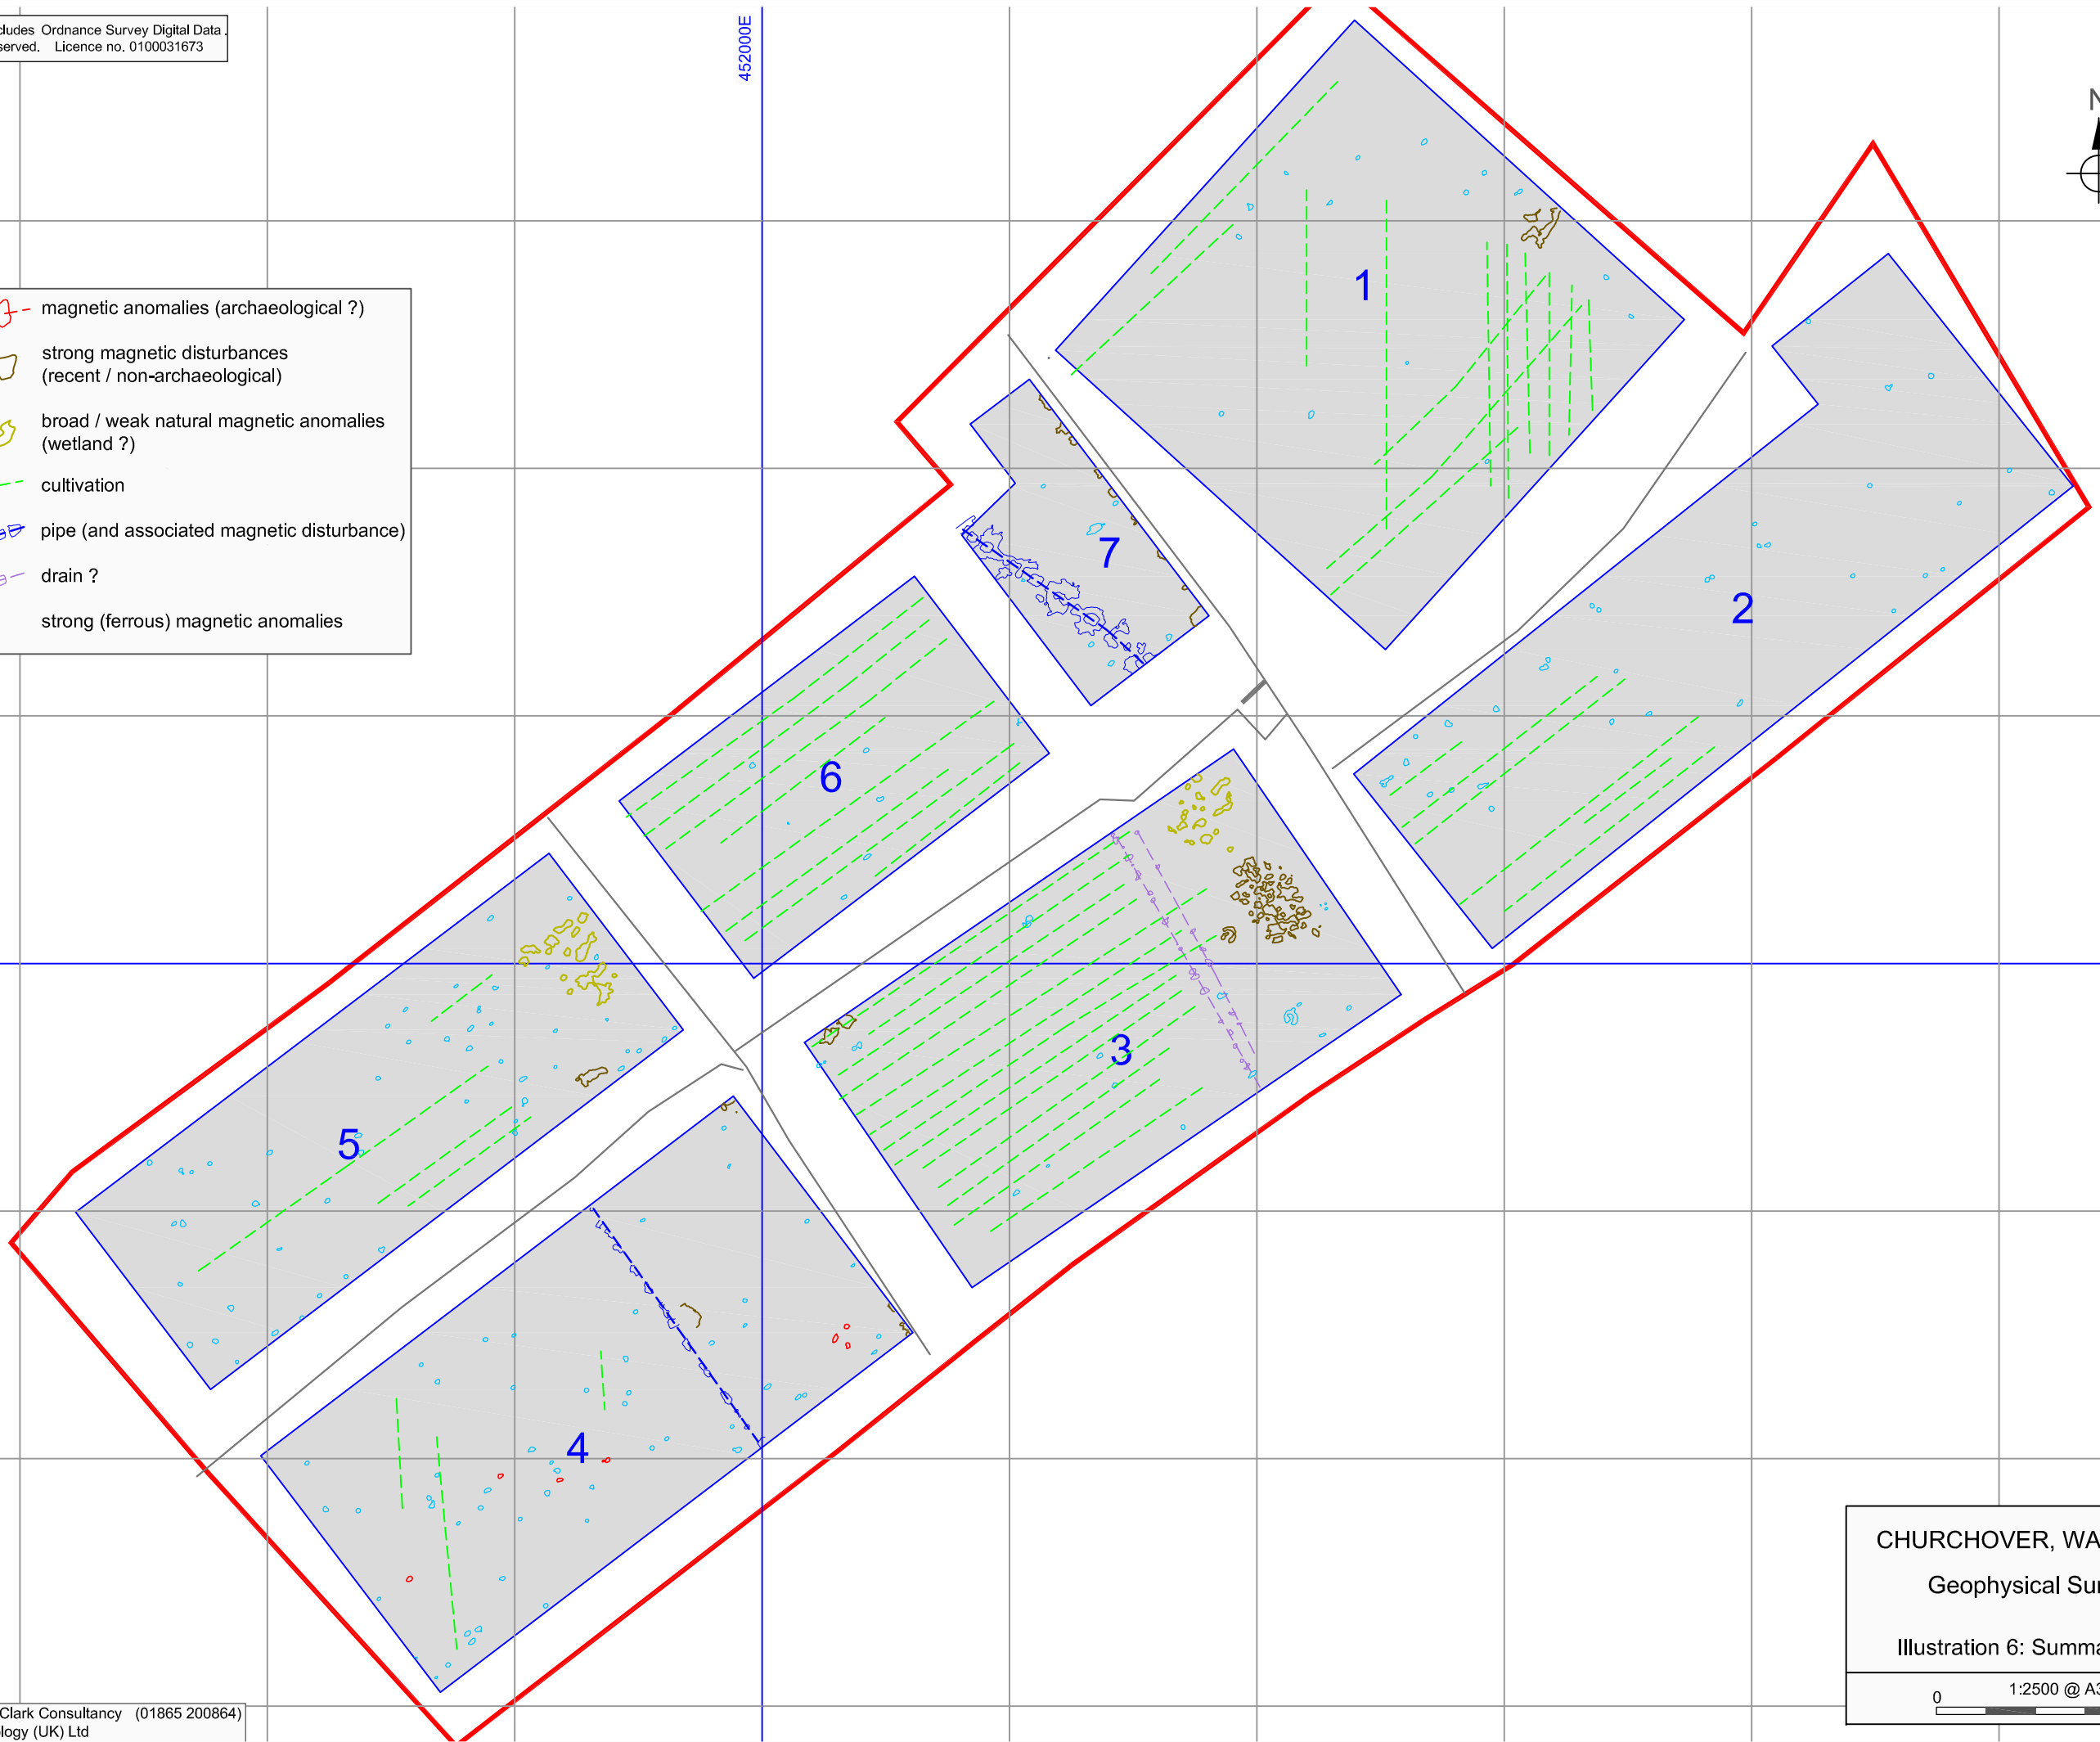 cludes Ordnance Survey Digital Data.
served. Licence no. 0100031673
452000E
N
magnetic anomalies (archaeological ?)
strong magnetic disturbances
(recent / non-archaeological)
broad / weak natural magnetic anomalies
(wetland ?)
cultivation
pipe (and associated magnetic disturbance)
drain ?
strong (ferrous) magnetic anomalies
1
2
7
6
3
5
4
CHURCHOVER, WA
Geophysical Sur
Illustration 6: Summa
1:2500 @ A3
0
Clark Consultancy (01865 200864)
logy (UK) Ltd